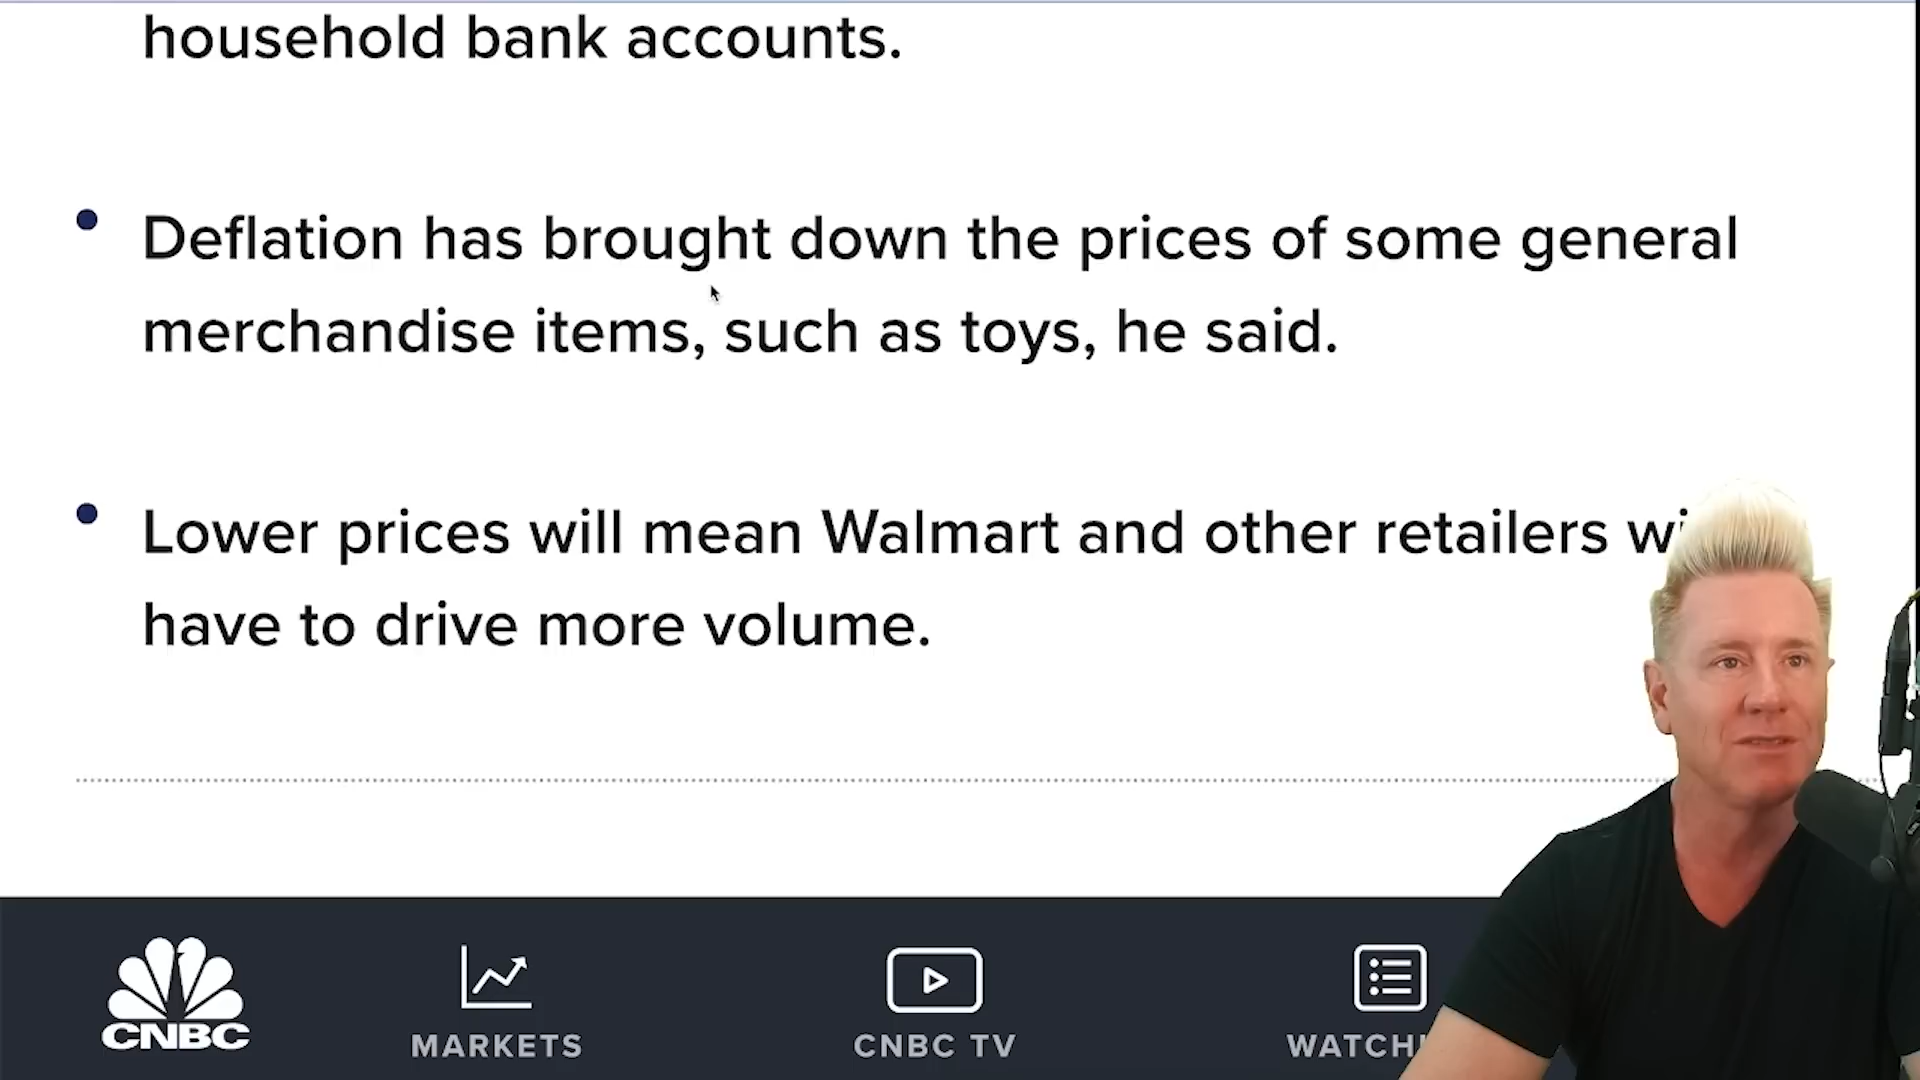 household bank accounts.
Deflation has brought down the prices of some general
merchandise items, such as toys, he said.
Lower prices will mean Walmart and other retailers
have to drive more volume.
CNBC
MARKETS
CNBC TV